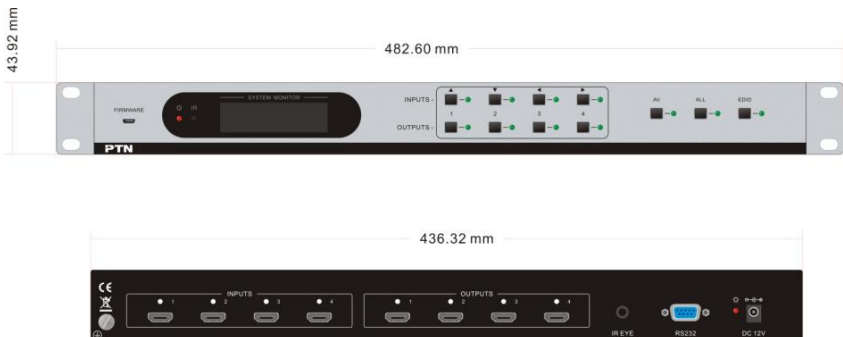 43.92 mm
482.60 mm
FIRMWARE
IR
SYSTEM MONITOR
INPUTS -
1 2 3 4
OUTPUTS -
AV ALL EDID
PTN
436.32 mm
CE
INPUTS
1 2 3 4
OUTPUTS
1 2 3 4
IR EYE
RS232
DC 12V